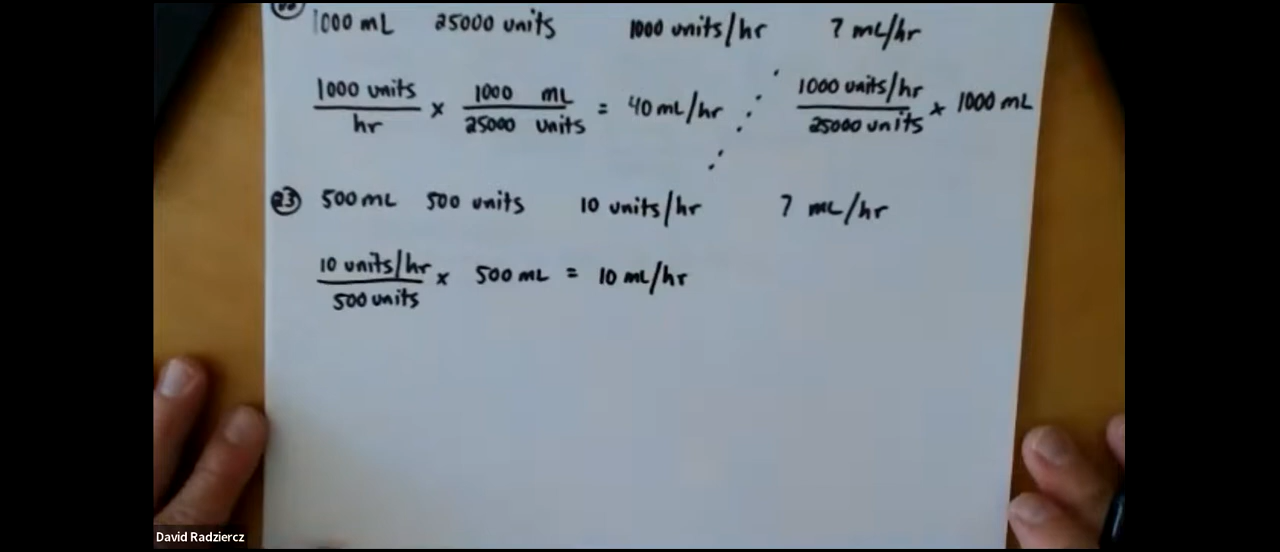 1000 mL 25000 units 1000 units/hr ? mL/hr
1000 units/hr × 1000 mL/25000 units = 40 mL/hr ⋰ 1000 units/hr/25000 units × 1000 mL
23 500 mL 500 units 10 units/hr ? mL/hr
10 units/hr/500 units × 500 mL = 10 mL/hr
David Radziercz